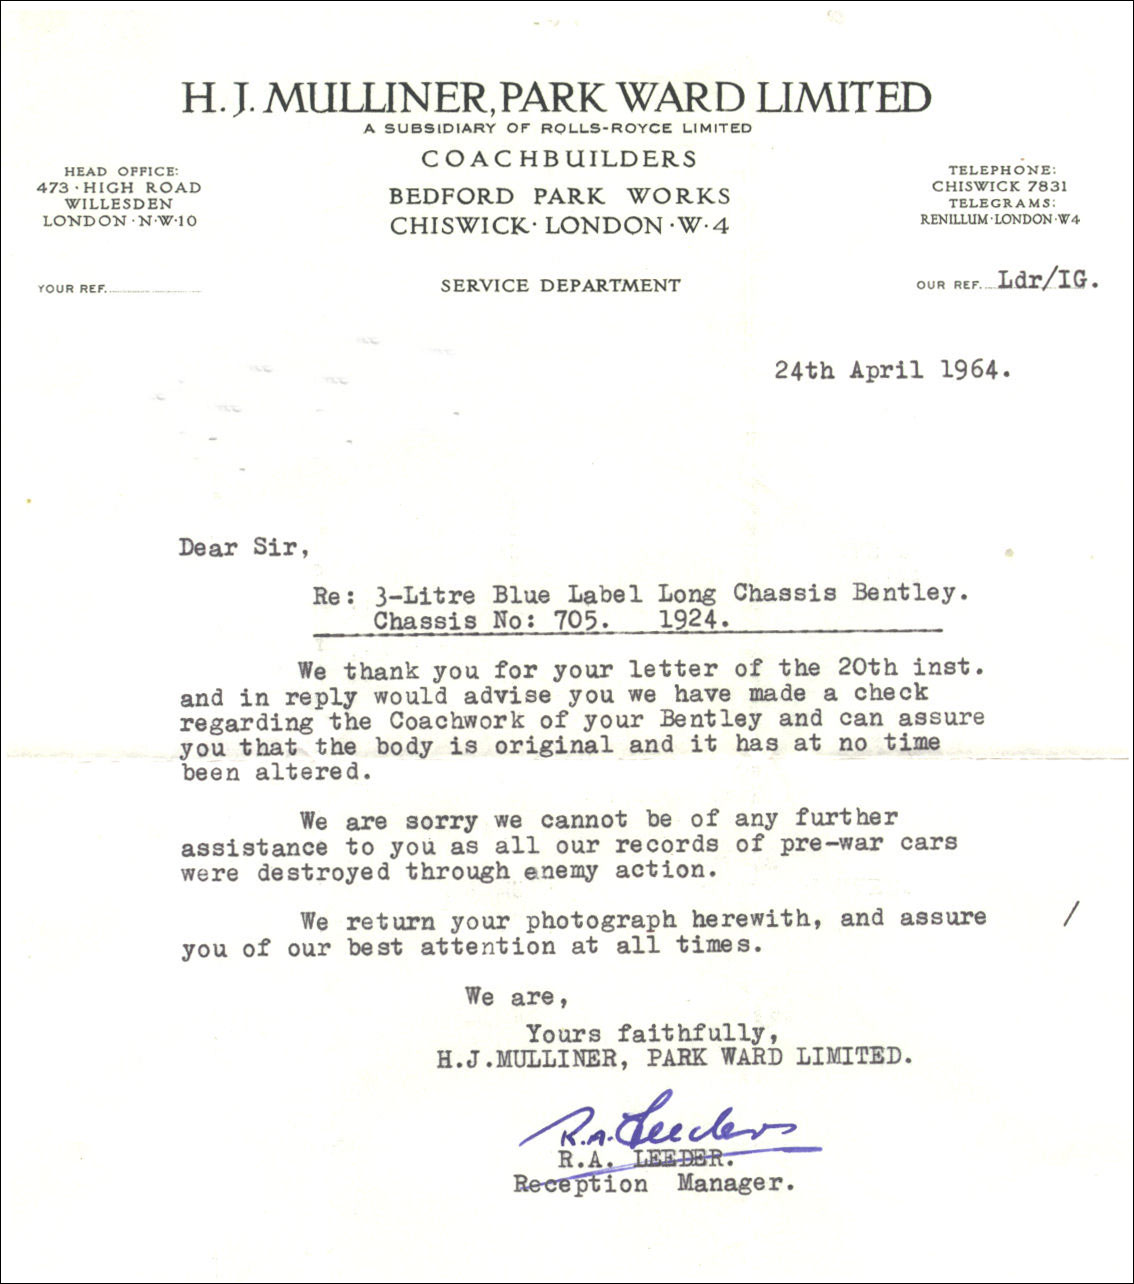 H. J. MULLINER, PARK WARD LIMITED
A SUBSIDIARY OF ROLLS-ROYCE LIMITED
COACHBUILDERS
BEDFORD PARK WORKS
CHISWICK · LONDON · W · 4
HEAD OFFICE:
473 · HIGH ROAD
WILLESDEN
LONDON · N · W · 10
TELEPHONE:
CHISWICK 7831
TELEGRAMS:
RENILLUM · LONDON · W4
YOUR REF.
SERVICE DEPARTMENT
OUR REF. Ldr/IG.
24th April 1964.
Dear Sir,
Re: 3-Litre Blue Label Long Chassis Bentley.
Chassis No: 705. 1924.
We thank you for your letter of the 20th inst.
and in reply would advise you we have made a check
regarding the Coachwork of your Bentley and can assure
you that the body is original and it has at no time
been altered.
We are sorry we cannot be of any further
assistance to you as all our records of pre-war cars
were destroyed through enemy action.
We return your photograph herewith, and assure /
you of our best attention at all times.
We are,
Yours faithfully,
H.J.MULLINER, PARK WARD LIMITED.
R.A. Leeder
R.A. LEEDER.
Reception Manager.